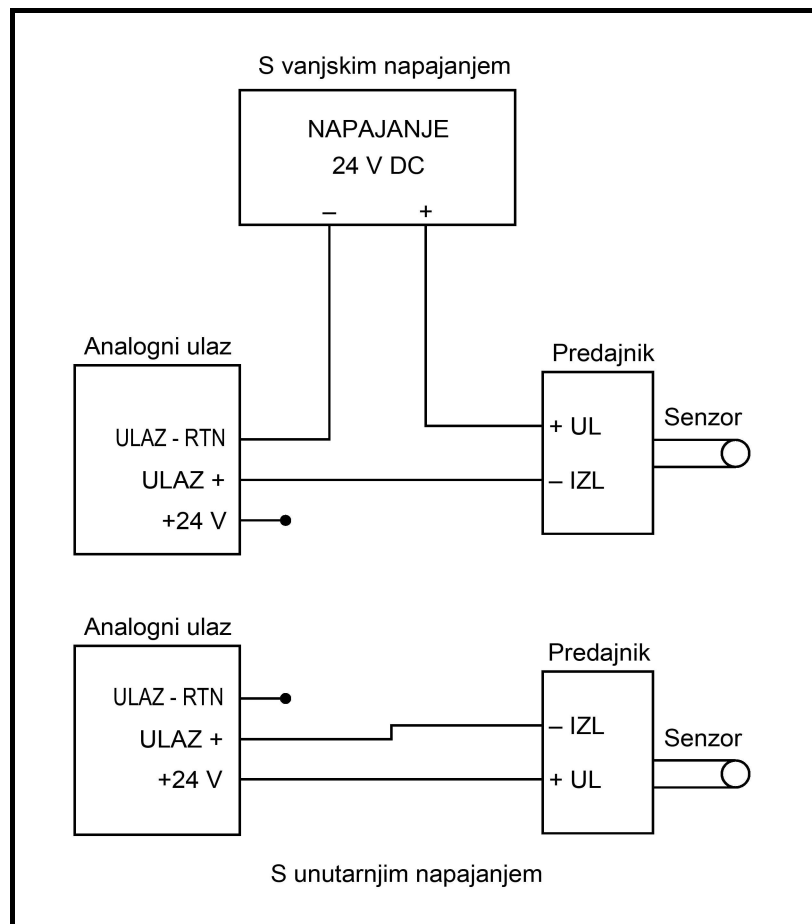 S vanjskim napajanjem
NAPAJANJE
24 V DC
– +
Analogni ulaz
ULAZ - RTN
ULAZ +
+24 V
Predajnik
+ UL
– IZL
Senzor
Analogni ulaz
ULAZ - RTN
ULAZ +
+24 V
Predajnik
– IZL
+ UL
Senzor
S unutarnjim napajanjem